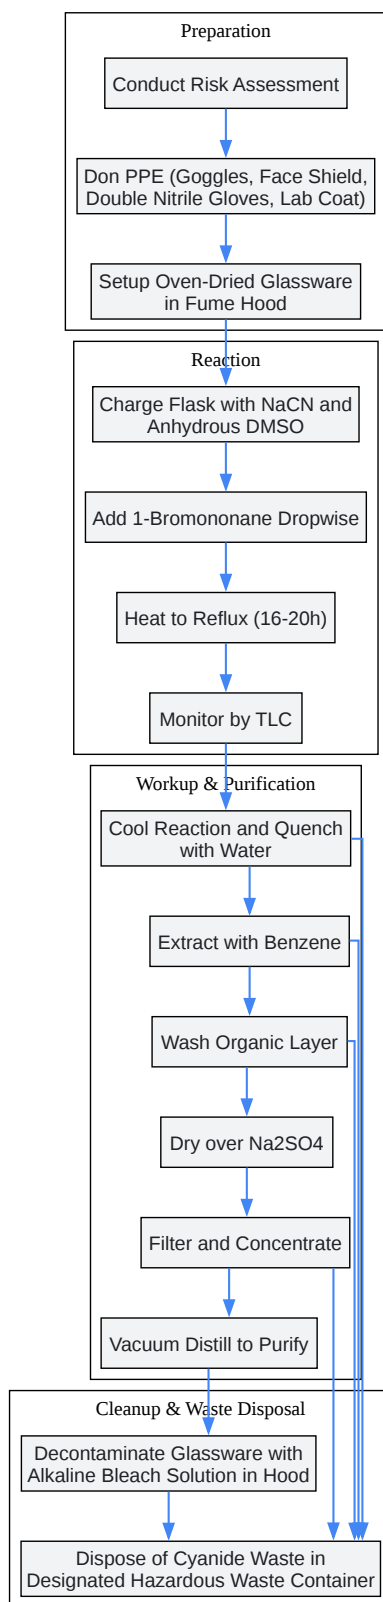 Preparation
Conduct Risk Assessment
Don PPE (Goggles, Face Shield,
Double Nitrile Gloves, Lab Coat)
Setup Oven-Dried Glassware
in Fume Hood
Reaction
Charge Flask with NaCN and
Anhydrous DMSO
Add 1-Bromononane Dropwise
Heat to Reflux (16-20h)
Monitor by TLC
Workup & Purification
Cool Reaction and Quench
with Water
Extract with Benzene
Wash Organic Layer
Dry over Na2SO4
Filter and Concentrate
Vacuum Distill to Purify
Cleanup & Waste Disposal
Decontaminate Glassware with
Alkaline Bleach Solution in Hood
Dispose of Cyanide Waste in
Designated Hazardous Waste Container